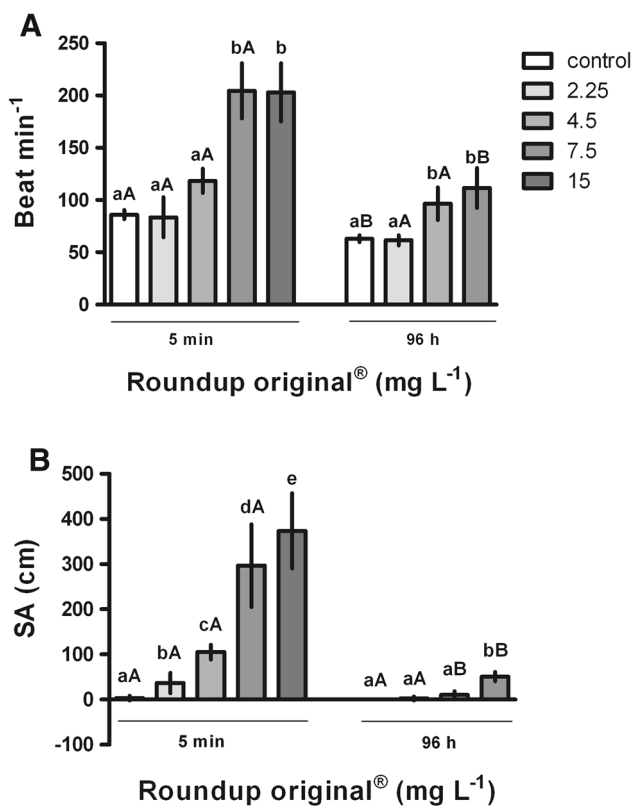 A
250
200
150
100
50
0
Beat min-1
aA aA aA bA b aB aA bA bB
control
2.25
4.5
7.5
15
5 min 96 h
Roundup original® (mg L-1)
B
500
400
300
200
100
0
-100
SA (cm)
aA bA cA dA e aA aA aB bB
5 min 96 h
Roundup original® (mg L-1)